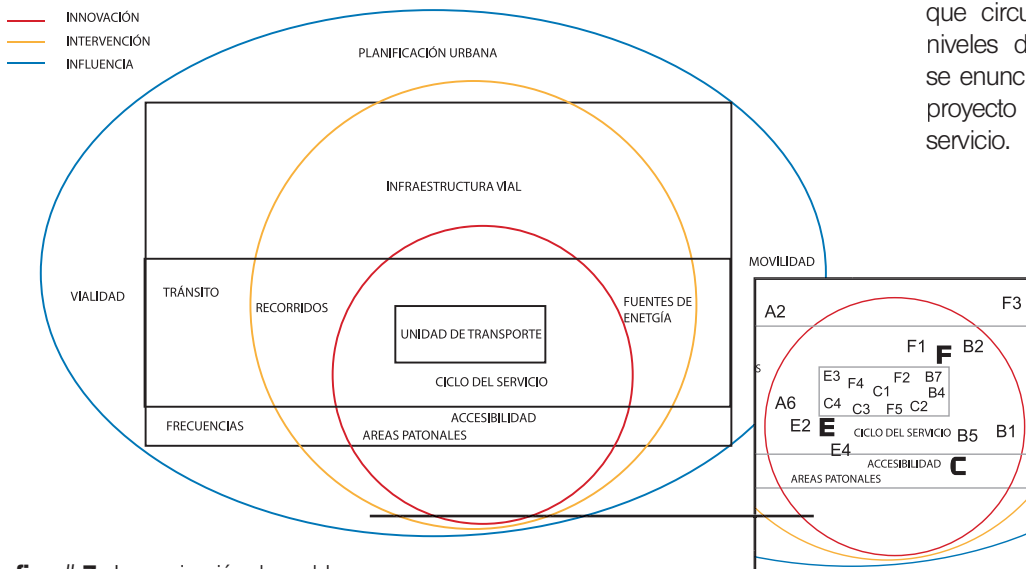 INNOVACIÓN
INTERVENCIÓN
INFLUENCIA
PLANIFICACIÓN URBANA
INFRAESTRUCTURA VIAL
VIALIDAD
TRÁNSITO
RECORRIDOS
FUENTES DE
ENETGÍA
UNIDAD DE TRANSPORTE
CICLO DEL SERVICIO
FRECUENCIAS
ACCESIBILIDAD
AREAS PATONALES
MOVILIDAD
que circu
niveles d
se enunc
proyecto
servicio.
A2
F3
S
F1 F B2
E3 F4 C1 F2 B7
B4
A6 C4 C3 F5 C2
E2 E CICLO DEL SERVICIO B5 B1
E4
ACCESIBILIDAD C
AREAS PATONALES